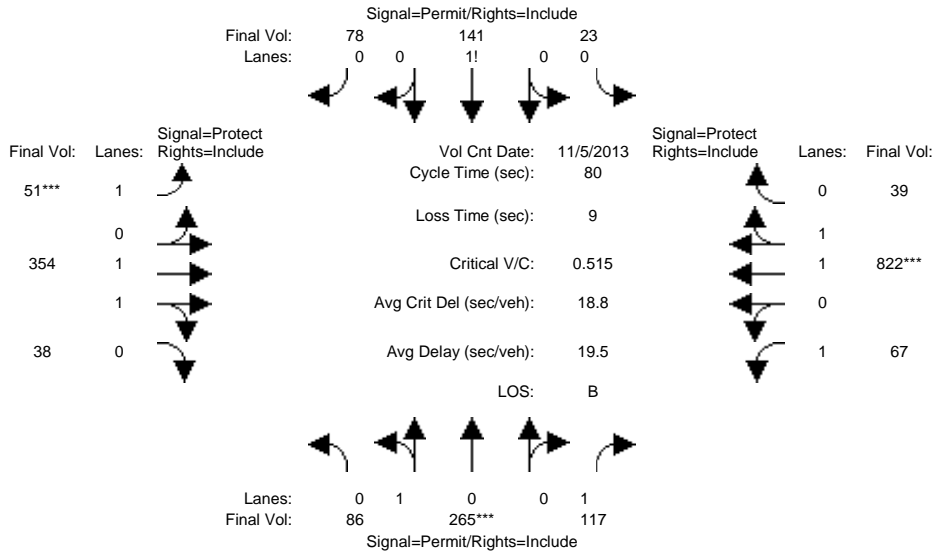 Signal=Permit/Rights=Include
Final Vol: 78 141 23
Lanes: 0 0 1! 0 0
Signal=Protect
Final Vol: Lanes: Rights=Include
Vol Cnt Date: 11/5/2013
Signal=Protect
Rights=Include Lanes: Final Vol:
Cycle Time (sec): 80
51*** 1
0 39
Loss Time (sec): 9
0
1
354 1
Critical V/C: 0.515
1 822***
1
Avg Crit Del (sec/veh): 18.8
0
38 0
Avg Delay (sec/veh): 19.5
1 67
LOS: B
Lanes: 0 1 0 0 1
Final Vol: 86 265*** 117
Signal=Permit/Rights=Include